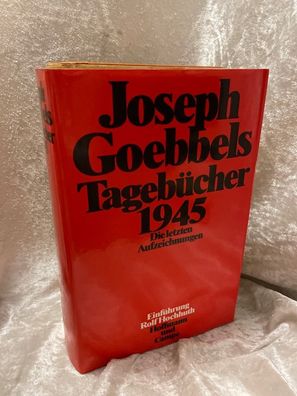 Joseph
Goebbels
Tagebücher
1945
Die letzten
Aufzeichnungen
Einführung
Rolf Hochhuth
Hoffmann
und
Campe